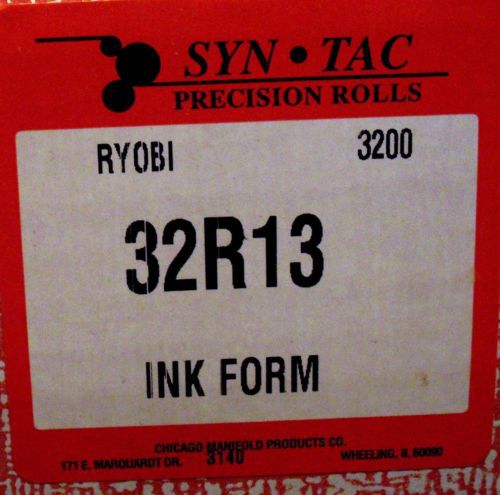 SYN • TAC
PRECISION ROLLS
RYOBI 3200
32R13
INK FORM
CHICAGO MANIFOLD PRODUCTS CO.
171 E. MARQUARDT DR. 3140 WHEELING, IL 60090